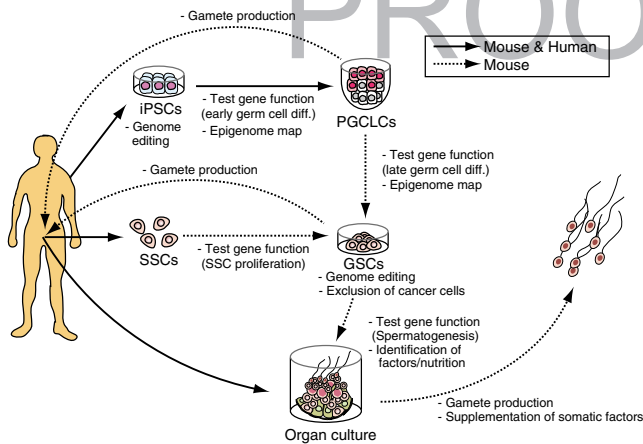 PROO
- Gamete production
Mouse & Human
Mouse
iPSCs
- Genome
editing
- Test gene function
(early germ cell diff.)
- Epigenome map
PGCLCs
- Test gene function
(late germ cell diff.)
- Epigenome map
- Gamete production
SSCs
- Test gene function
(SSC proliferation)
GSCs
- Genome editing
- Exclusion of cancer cells
- Test gene function
(Spermatogenesis)
- Identification of
factors/nutrition
Organ culture
- Gamete production
- Supplementation of somatic factors